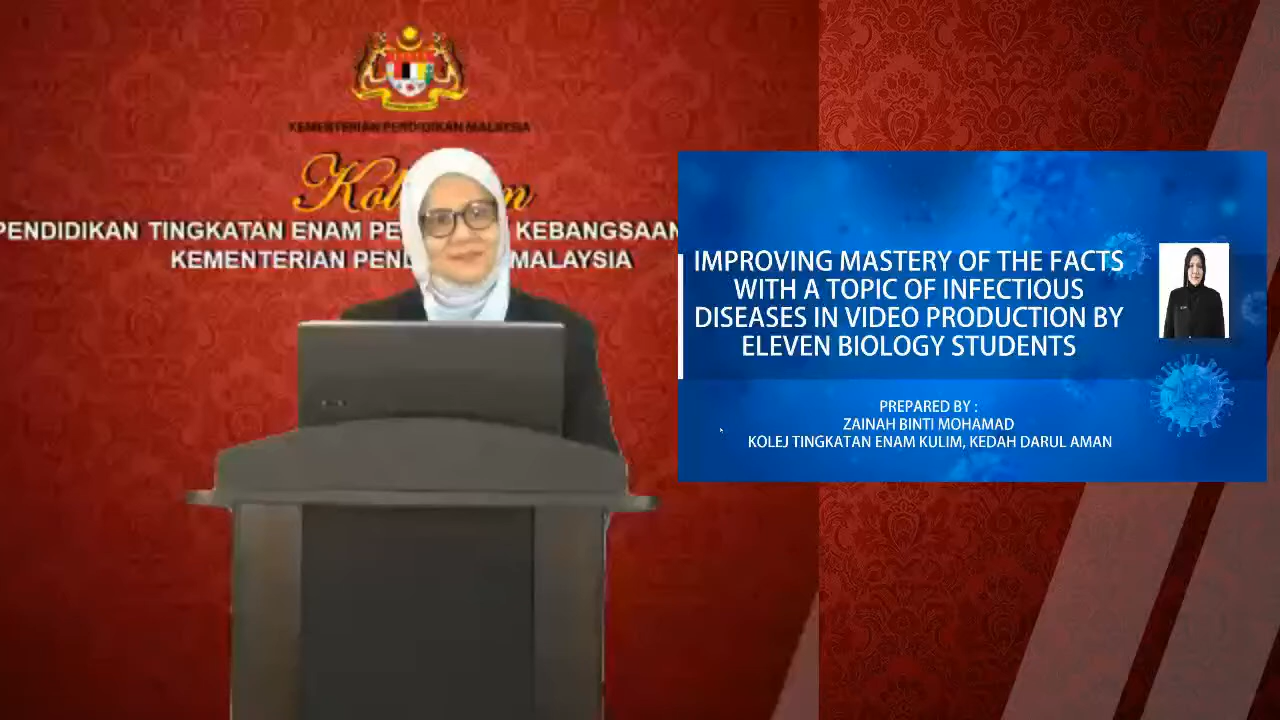 KEMENTERIAN PENDIDIKAN MALAYSIA
PENDIDIKAN TINGKATAN ENAM KEBANGSAAN
KEMENTERIAN MALAYSIA
IMPROVING MASTERY OF THE FACTS
WITH A TOPIC OF INFECTIOUS
DISEASES IN VIDEO PRODUCTION BY
ELEVEN BIOLOGY STUDENTS
PREPARED BY :
ZAINAH BINTI MOHAMAD
KOLEJ TINGKATAN ENAM KULIM, KEDAH DARUL AMAN